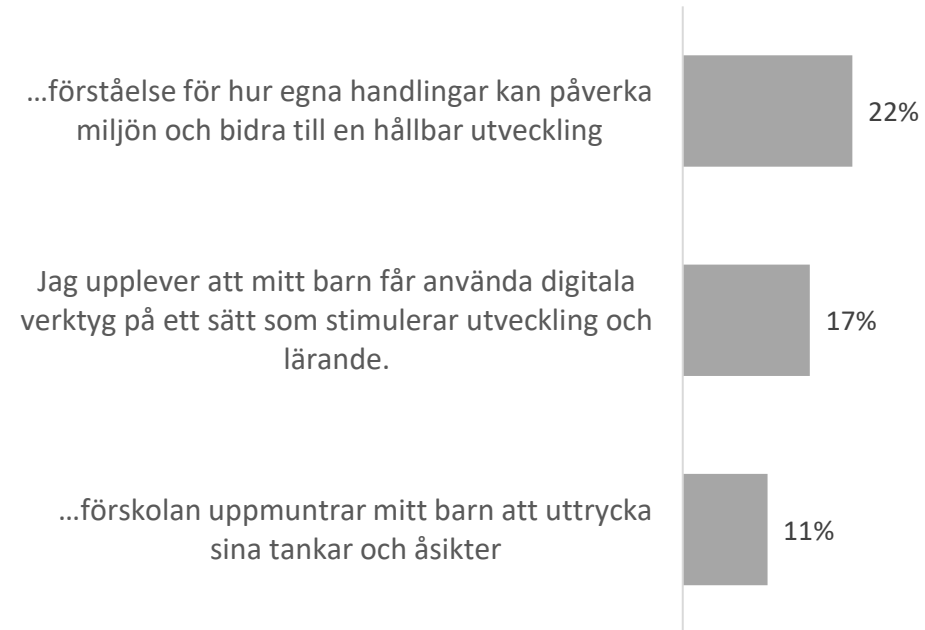 …förståelse för hur egna handlingar kan påverka
miljön och bidra till en hållbar utveckling
22%
Jag upplever att mitt barn får använda digitala
verktyg på ett sätt som stimulerar utveckling och
lärande.
17%
…förskolan uppmuntrar mitt barn att uttrycka
sina tankar och åsikter
11%